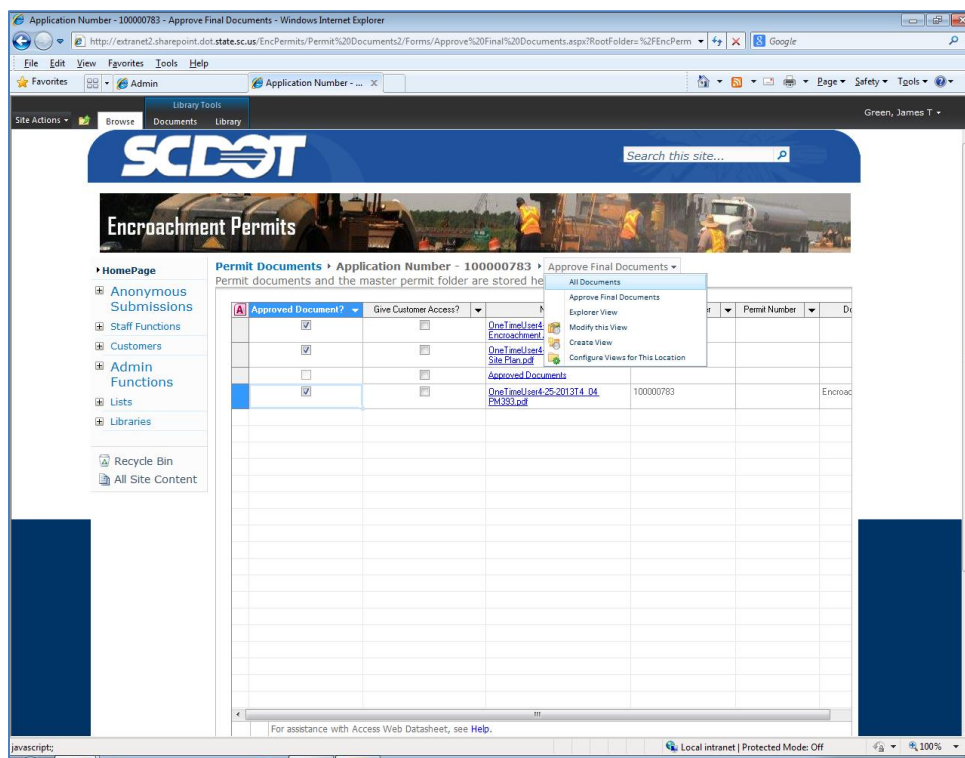 Application Number - 100000783 - Approve Final Documents - Windows Internet Explorer
http://extranet2.sharepoint.dot.state.sc.us/EncPermits/Permit%20Documents2/Forms/Approve%20Final%20Documents.aspx?RootFolder=%2FEncPerm
Google
File Edit View Favorites Tools Help
Favorites Admin Application Number - ... X Page Safety Tools
Library Tools
Site Actions Browse Documents Library Green, James T
SCDOT
Search this site...
Encroachment Permits
HomePage
Anonymous Submissions
Staff Functions
Customers
Admin Functions
Lists
Libraries
Recycle Bin
All Site Content
Permit Documents Application Number - 100000783 Approve Final Documents
Permit documents and the master permit folder are stored he
All Documents
Approve Final Documents
Explorer View
Modify this View
Create View
Configure Views for This Location
Approved Document? Give Customer Access? N r Permit Number Do
OneTimeUser4-
Encroachment.
OneTimeUser4-
Site Plan.pdf
Approved Documents
OneTimeUser4-25-2013T4_04_ 100000783 Encroac
PM393.pdf
For assistance with Access Web Datasheet, see Help.
javascript:; Local intranet | Protected Mode: Off 100%